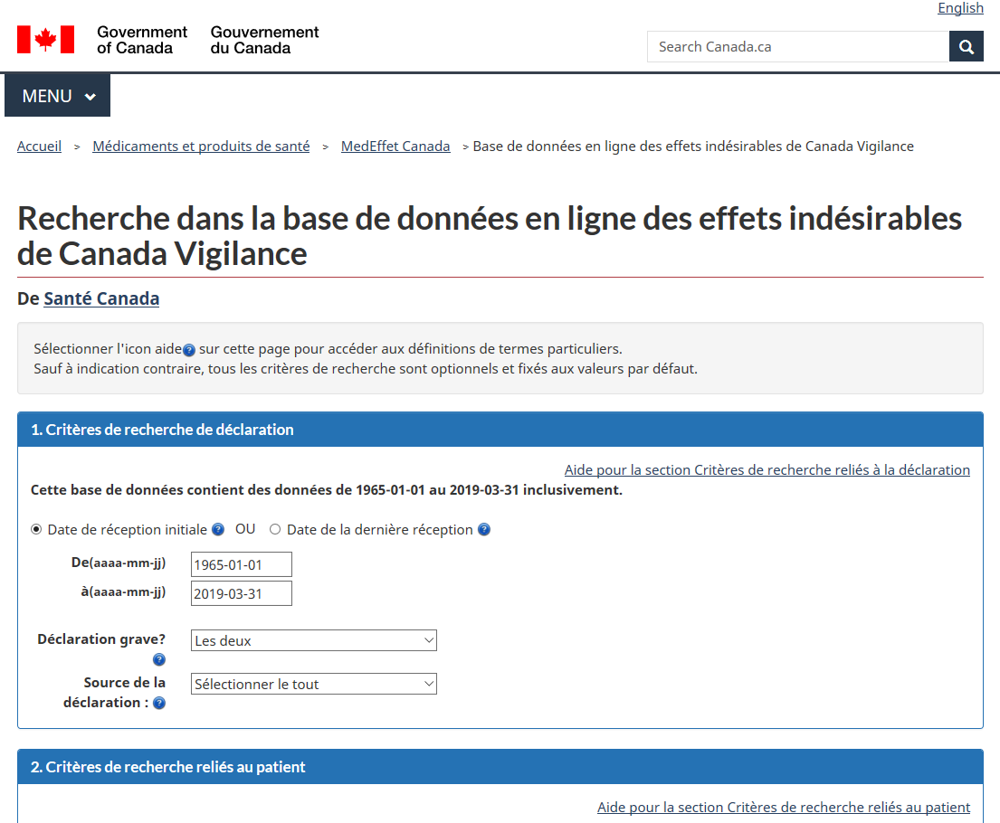 English
Government of Canada
Gouvernement du Canada
Search Canada.ca
MENU
Accueil > Médicaments et produits de santé > MedEffet Canada > Base de données en ligne des effets indésirables de Canada Vigilance
Recherche dans la base de données en ligne des effets indésirables
de Canada Vigilance
De Santé Canada
Sélectionner l'icon aide? sur cette page pour accéder aux définitions de termes particuliers.
Sauf à indication contraire, tous les critères de recherche sont optionnels et fixés aux valeurs par défaut.
1. Critères de recherche de déclaration
Aide pour la section Critères de recherche reliés à la déclaration
Cette base de données contient des données de 1965-01-01 au 2019-03-31 inclusivement.
Date de réception initiale ? OU Date de la dernière réception ?
De(aaaa-mm-jj) 1965-01-01
à(aaaa-mm-jj) 2019-03-31
Déclaration grave? Les deux
?
Source de la Sélectionner le tout
déclaration : ?
2. Critères de recherche reliés au patient
Aide pour la section Critères de recherche reliés au patient